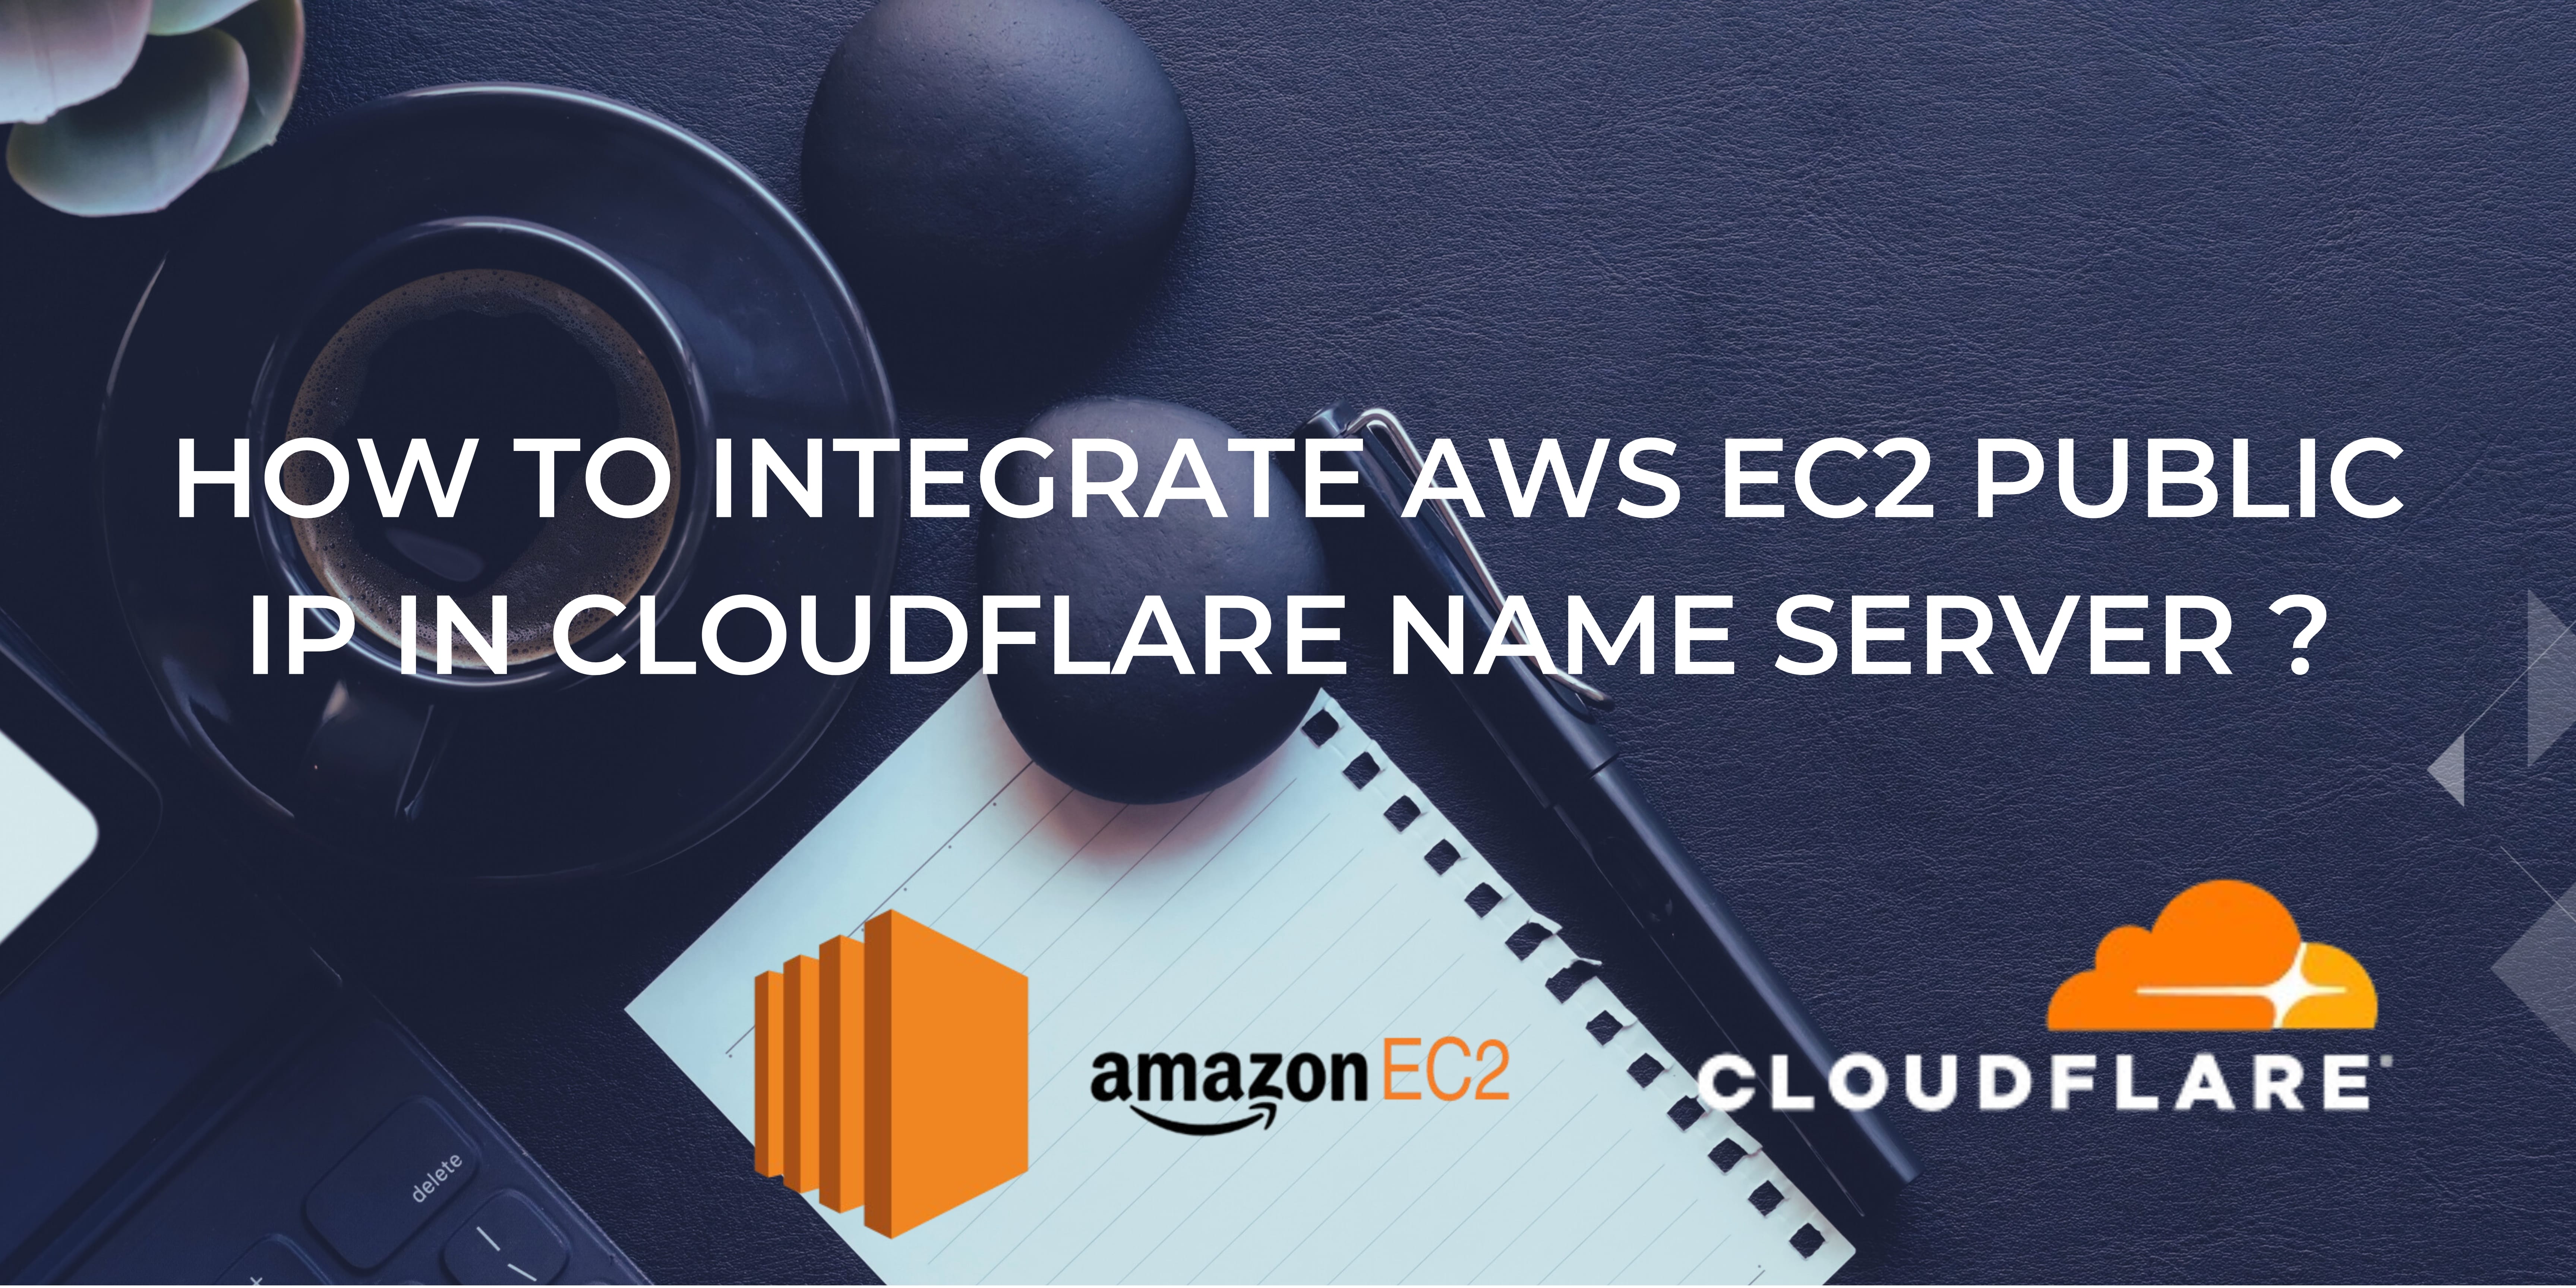 HOW TO INTEGRATE AWS EC2 PUBLIC
IP IN CLOUDFLARE NAME SERVER ?
amazon EC2
CLOUDFLARE
delete